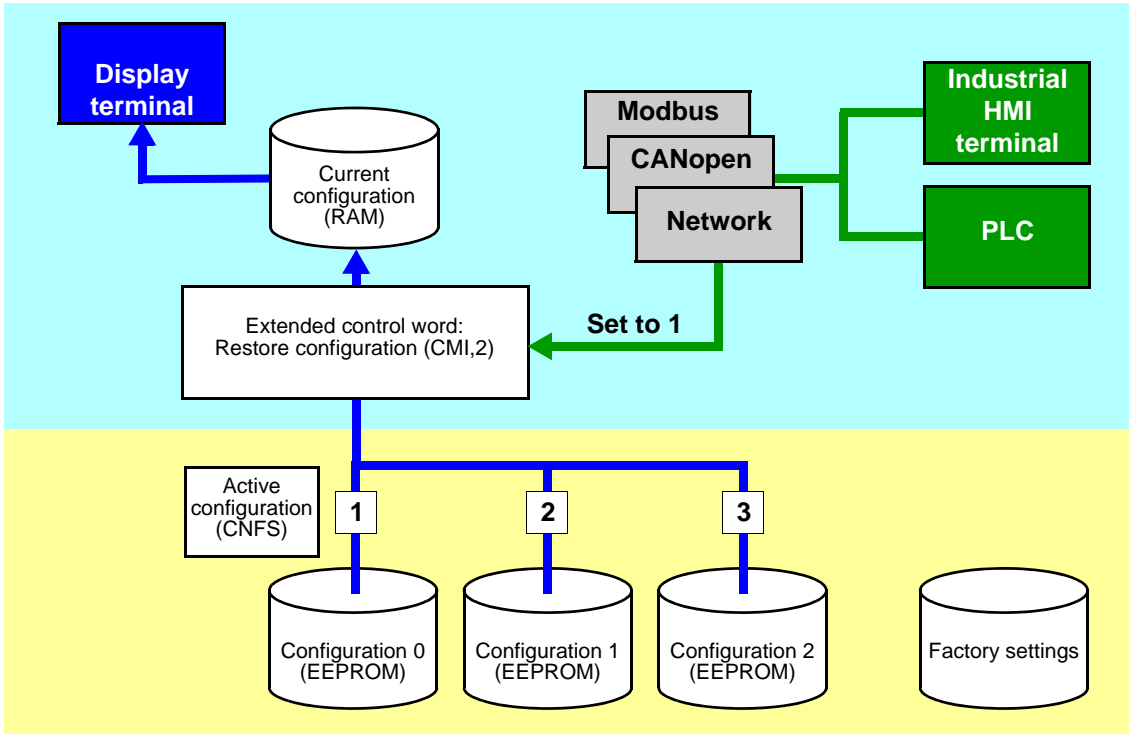 Display
terminal
Current
configuration
(RAM)
Modbus
CANopen
Network
Industrial
HMI
terminal
PLC
Extended control word:
Restore configuration (CMI,2)
Set to 1
Active
configuration
(CNFS)
1
2
3
Configuration 0
(EEPROM)
Configuration 1
(EEPROM)
Configuration 2
(EEPROM)
Factory settings